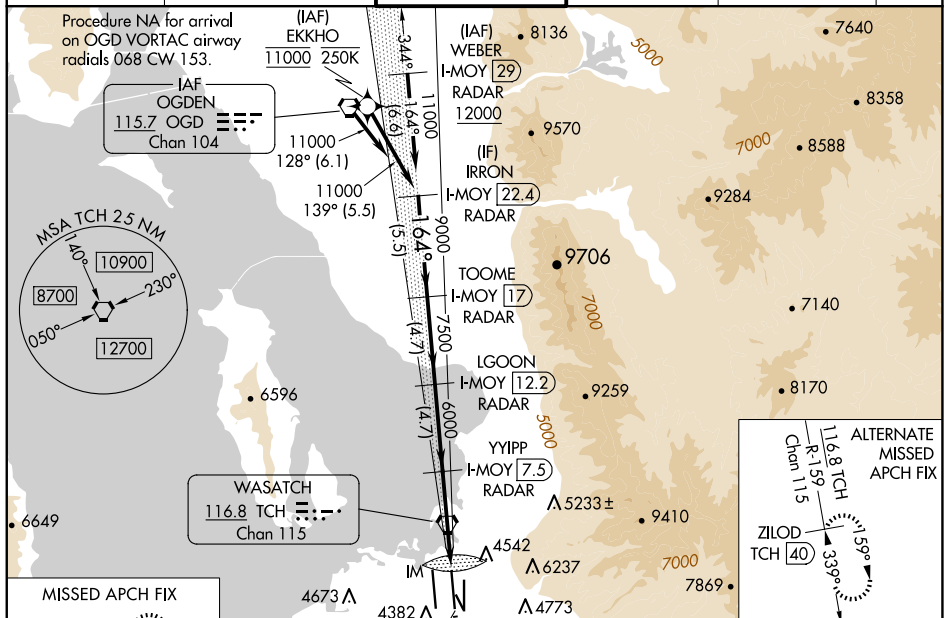 Procedure NA for arrival
on OGD VORTAC airway
radials 068 CW 153.
(IAF)
EKKHO
11000 250K
IAF
OGDEN
115.7 OGD
Chan 104
11000
128° (6.1)
11000
139° (5.5)
344°
164°
11000
(6.6)
(IAF)
WEBER
I-MOY 29
RADAR
12000
(IF)
IRRON
I-MOY 22.4
RADAR
164°
9000
(5.5)
TOOME
I-MOY 17
RADAR
7500
(4.7)
LGOON
I-MOY 12.2
RADAR
6000
(4.7)
YYIPP
I-MOY 7.5
RADAR
MSA TCH 25 NM
140°
10900
8700
230°
050°
12700
8136
5000
7640
8358
9570
7000
8588
9284
9706
7000
7140
6596
9259
8170
5000
WASATCH
116.8 TCH
Chan 115
6649
5233±
9410
4542
IM
6237
7000
7869
4673
4382
N
4773
MISSED APCH FIX
ALTERNATE
MISSED
APCH FIX
116.8 TCH
R-159
Chan 115
ZILOD
TCH 40
159°
339°